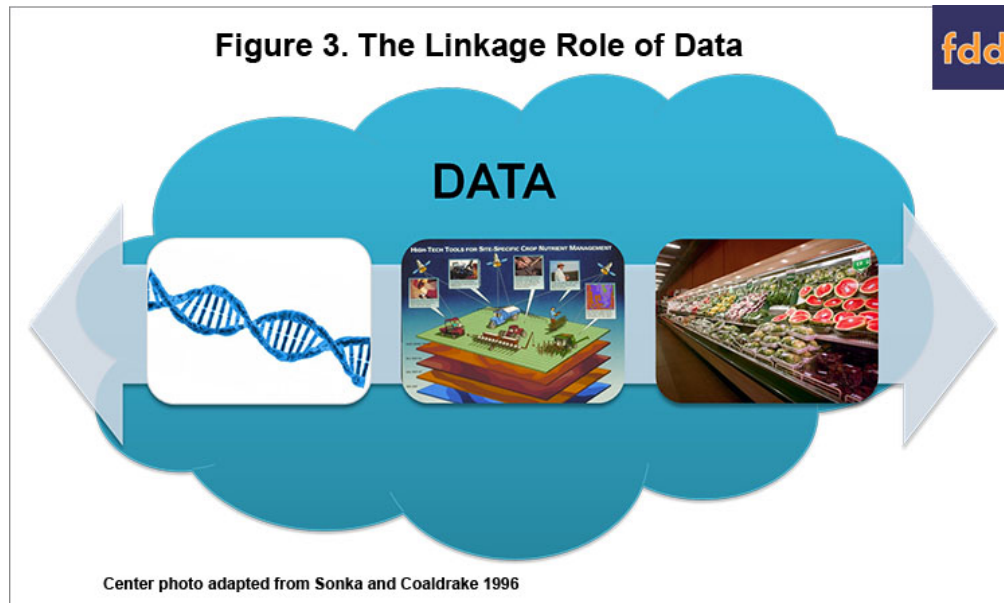 Figure 3. The Linkage Role of Data
fdd
DATA
HIGH-TECH TOOLS FOR SITE-SPECIFIC CROP NUTRIENT MANAGEMENT
Center photo adapted from Sonka and Coaldrake 1996